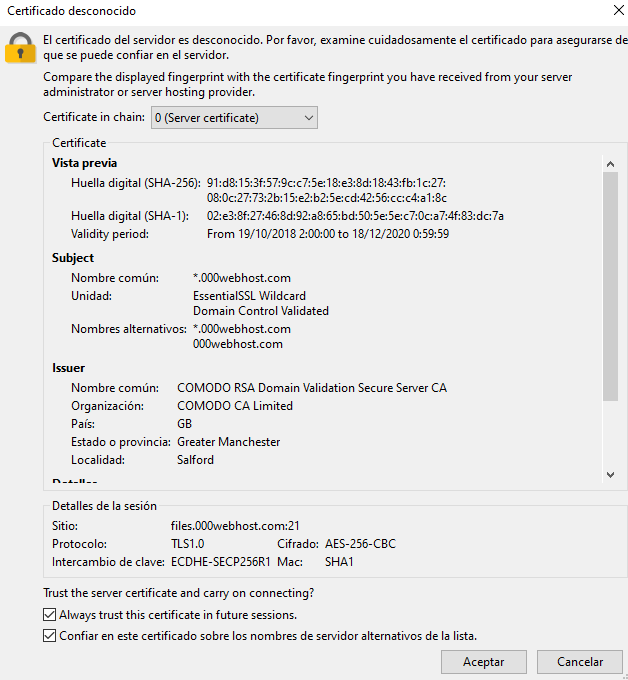 Certificado desconocido
El certificado del servidor es desconocido. Por favor, examine cuidadosamente el certificado para asegurarse de
que se puede confiar en el servidor.
Compare the displayed fingerprint with the certificate fingerprint you have received from your server
administrator or server hosting provider.
Certificate in chain: 0 (Server certificate)
Certificate
Vista previa
Huella digital (SHA-256): 91:d8:15:3f:57:9c:c7:5e:18:e3:8d:18:43:fb:1c:27:
08:0c:27:73:2b:15:e2:b2:5e:cd:42:56:cc:c4:a1:8c
Huella digital (SHA-1): 02:e3:8f:27:46:8d:92:a8:65:bd:50:5e:5e:c7:0c:a7:4f:83:dc:7a
Validity period: From 19/10/2018 2:00:00 to 18/12/2020 0:59:59
Subject
Nombre común: *.000webhost.com
Unidad: EssentialSSL Wildcard
Domain Control Validated
Nombres alternativos: *.000webhost.com
000webhost.com
Issuer
Nombre común: COMODO RSA Domain Validation Secure Server CA
Organización: COMODO CA Limited
País: GB
Estado o provincia: Greater Manchester
Localidad: Salford
Detalles de la sesión
Sitio: files.000webhost.com:21
Protocolo: TLS1.0 Cifrado: AES-256-CBC
Intercambio de clave: ECDHE-SECP256R1 Mac: SHA1
Trust the server certificate and carry on connecting?
Always trust this certificate in future sessions.
Confiar en este certificado sobre los nombres de servidor alternativos de la lista.
Aceptar Cancelar